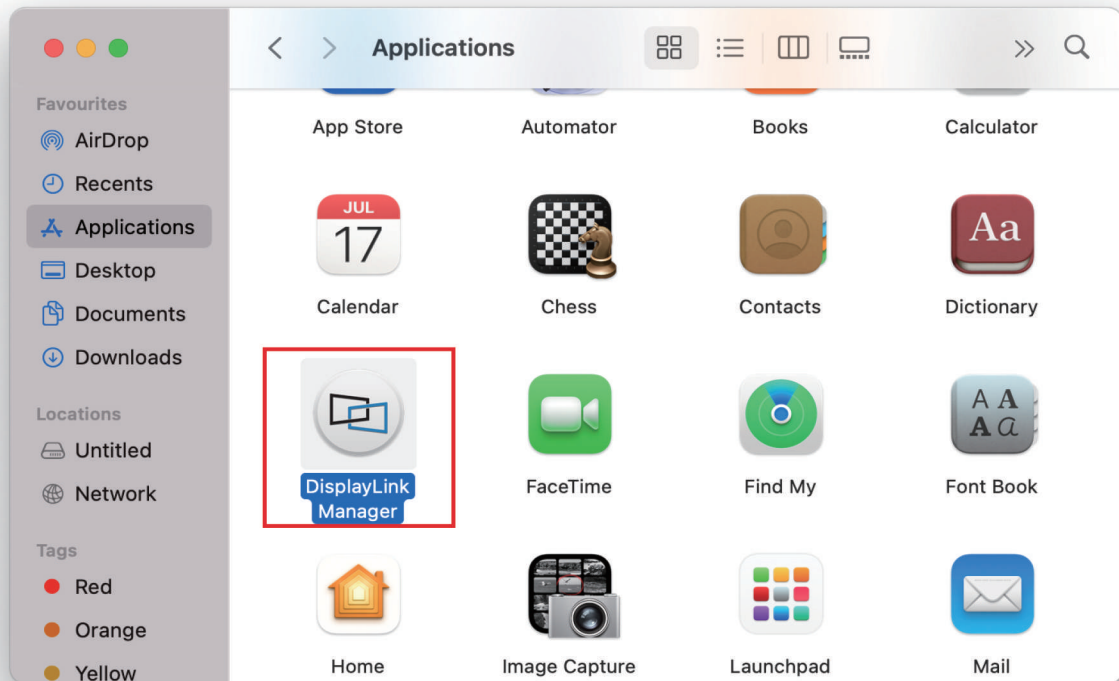 Applications
Favourites
AirDrop
Recents
Applications
Desktop
Documents
Downloads
Locations
Untitled
Network
Tags
Red
Orange
Yellow
App Store
Automator
Books
Calculator
JUL
17
Aa
Calendar
Chess
Contacts
Dictionary
A A
A a
DisplayLink
Manager
FaceTime
Find My
Font Book
Home
Image Capture
Launchpad
Mail